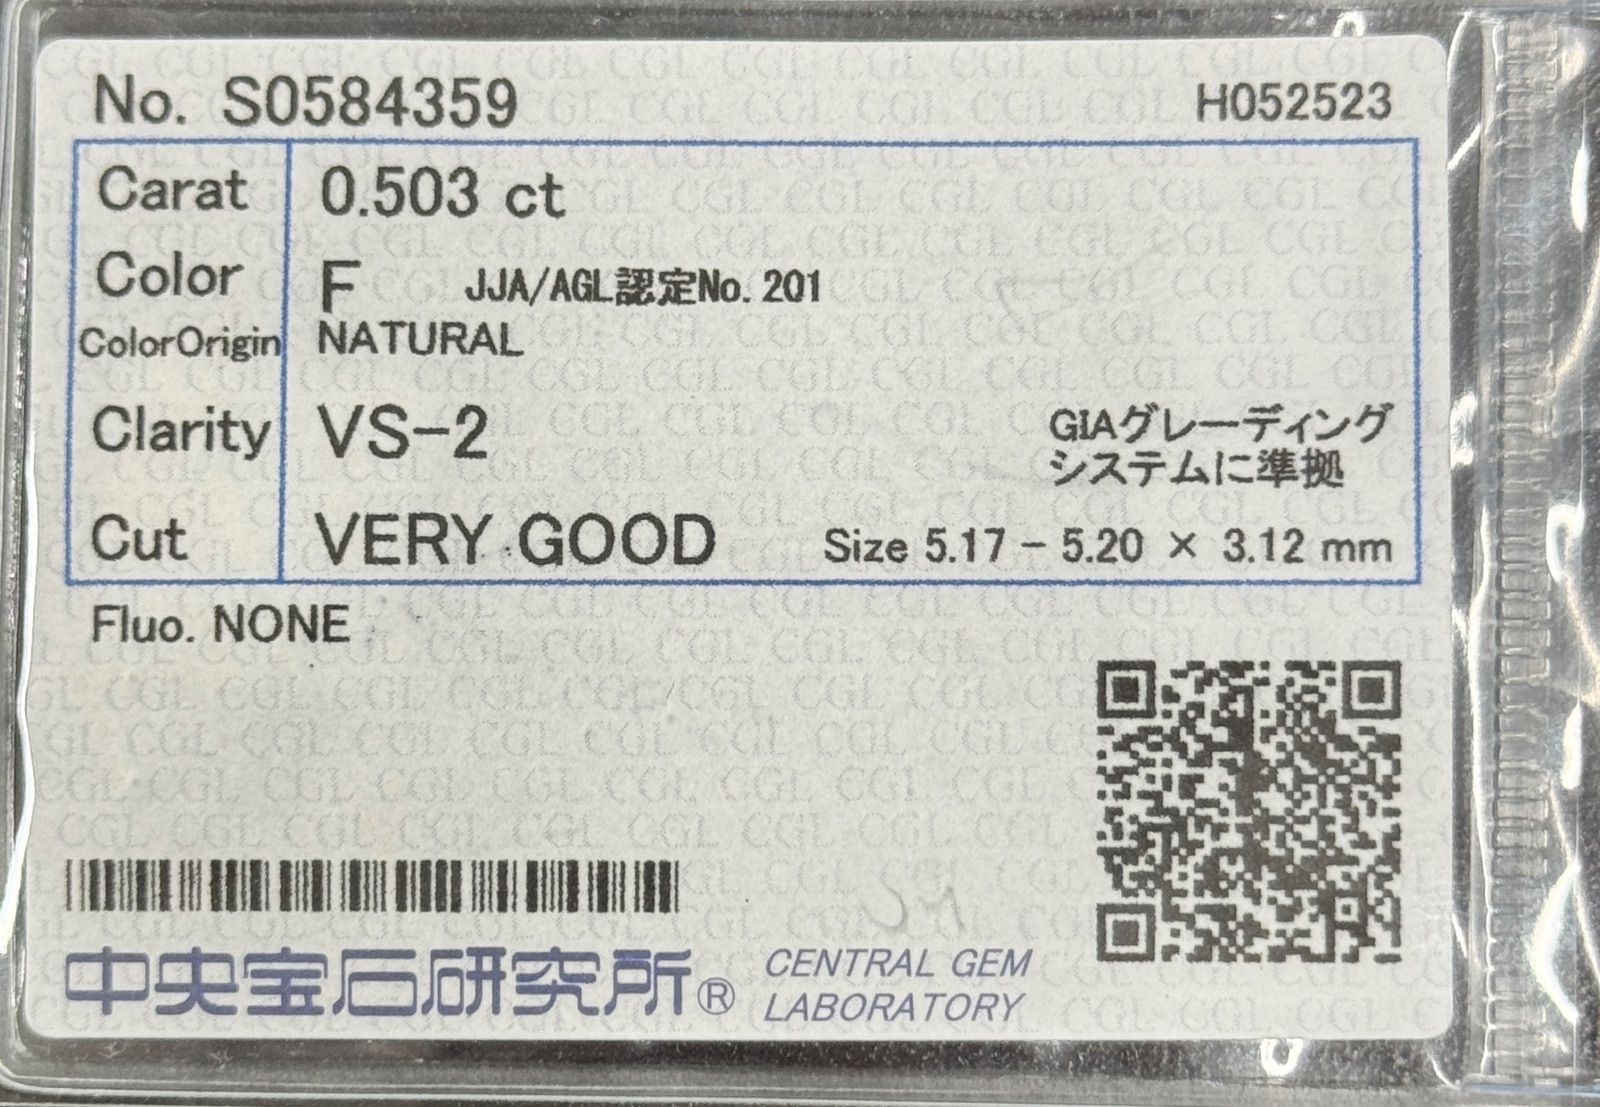 No. S0584359 H052523
Carat 0.503 ct
Color F JJA/AGL認定No. 201
ColorOrigin NATURAL
Clarity VS-2 GIAグレーディング
システムに準拠
Cut VERY GOOD Size 5.17 - 5.20 × 3.12 mm
Fluo. NONE
中央宝石研究所® CENTRAL GEM
LABORATORY